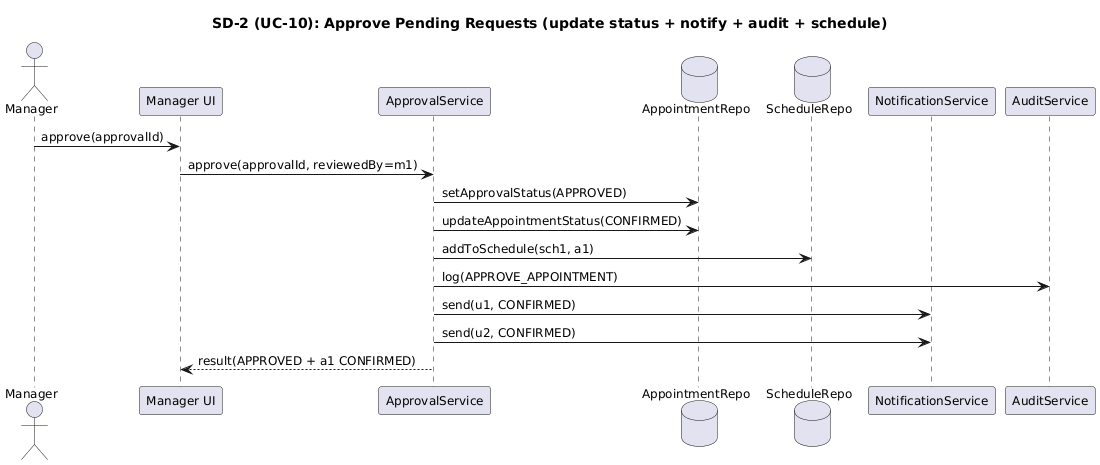 SD-2 (UC-10): Approve Pending Requests (update status + notify + audit + schedule)
Manager
Manager UI
ApprovalService
AppointmentRepo
ScheduleRepo
NotificationService
AuditService
approve(approvalId)
approve(approvalId, reviewedBy=m1)
setApprovalStatus(APPROVED)
updateAppointmentStatus(CONFIRMED)
addToSchedule(sch1, a1)
log(APPROVE_APPOINTMENT)
send(u1, CONFIRMED)
send(u2, CONFIRMED)
result(APPROVED + a1 CONFIRMED)
Manager
Manager UI
ApprovalService
AppointmentRepo
ScheduleRepo
NotificationService
AuditService